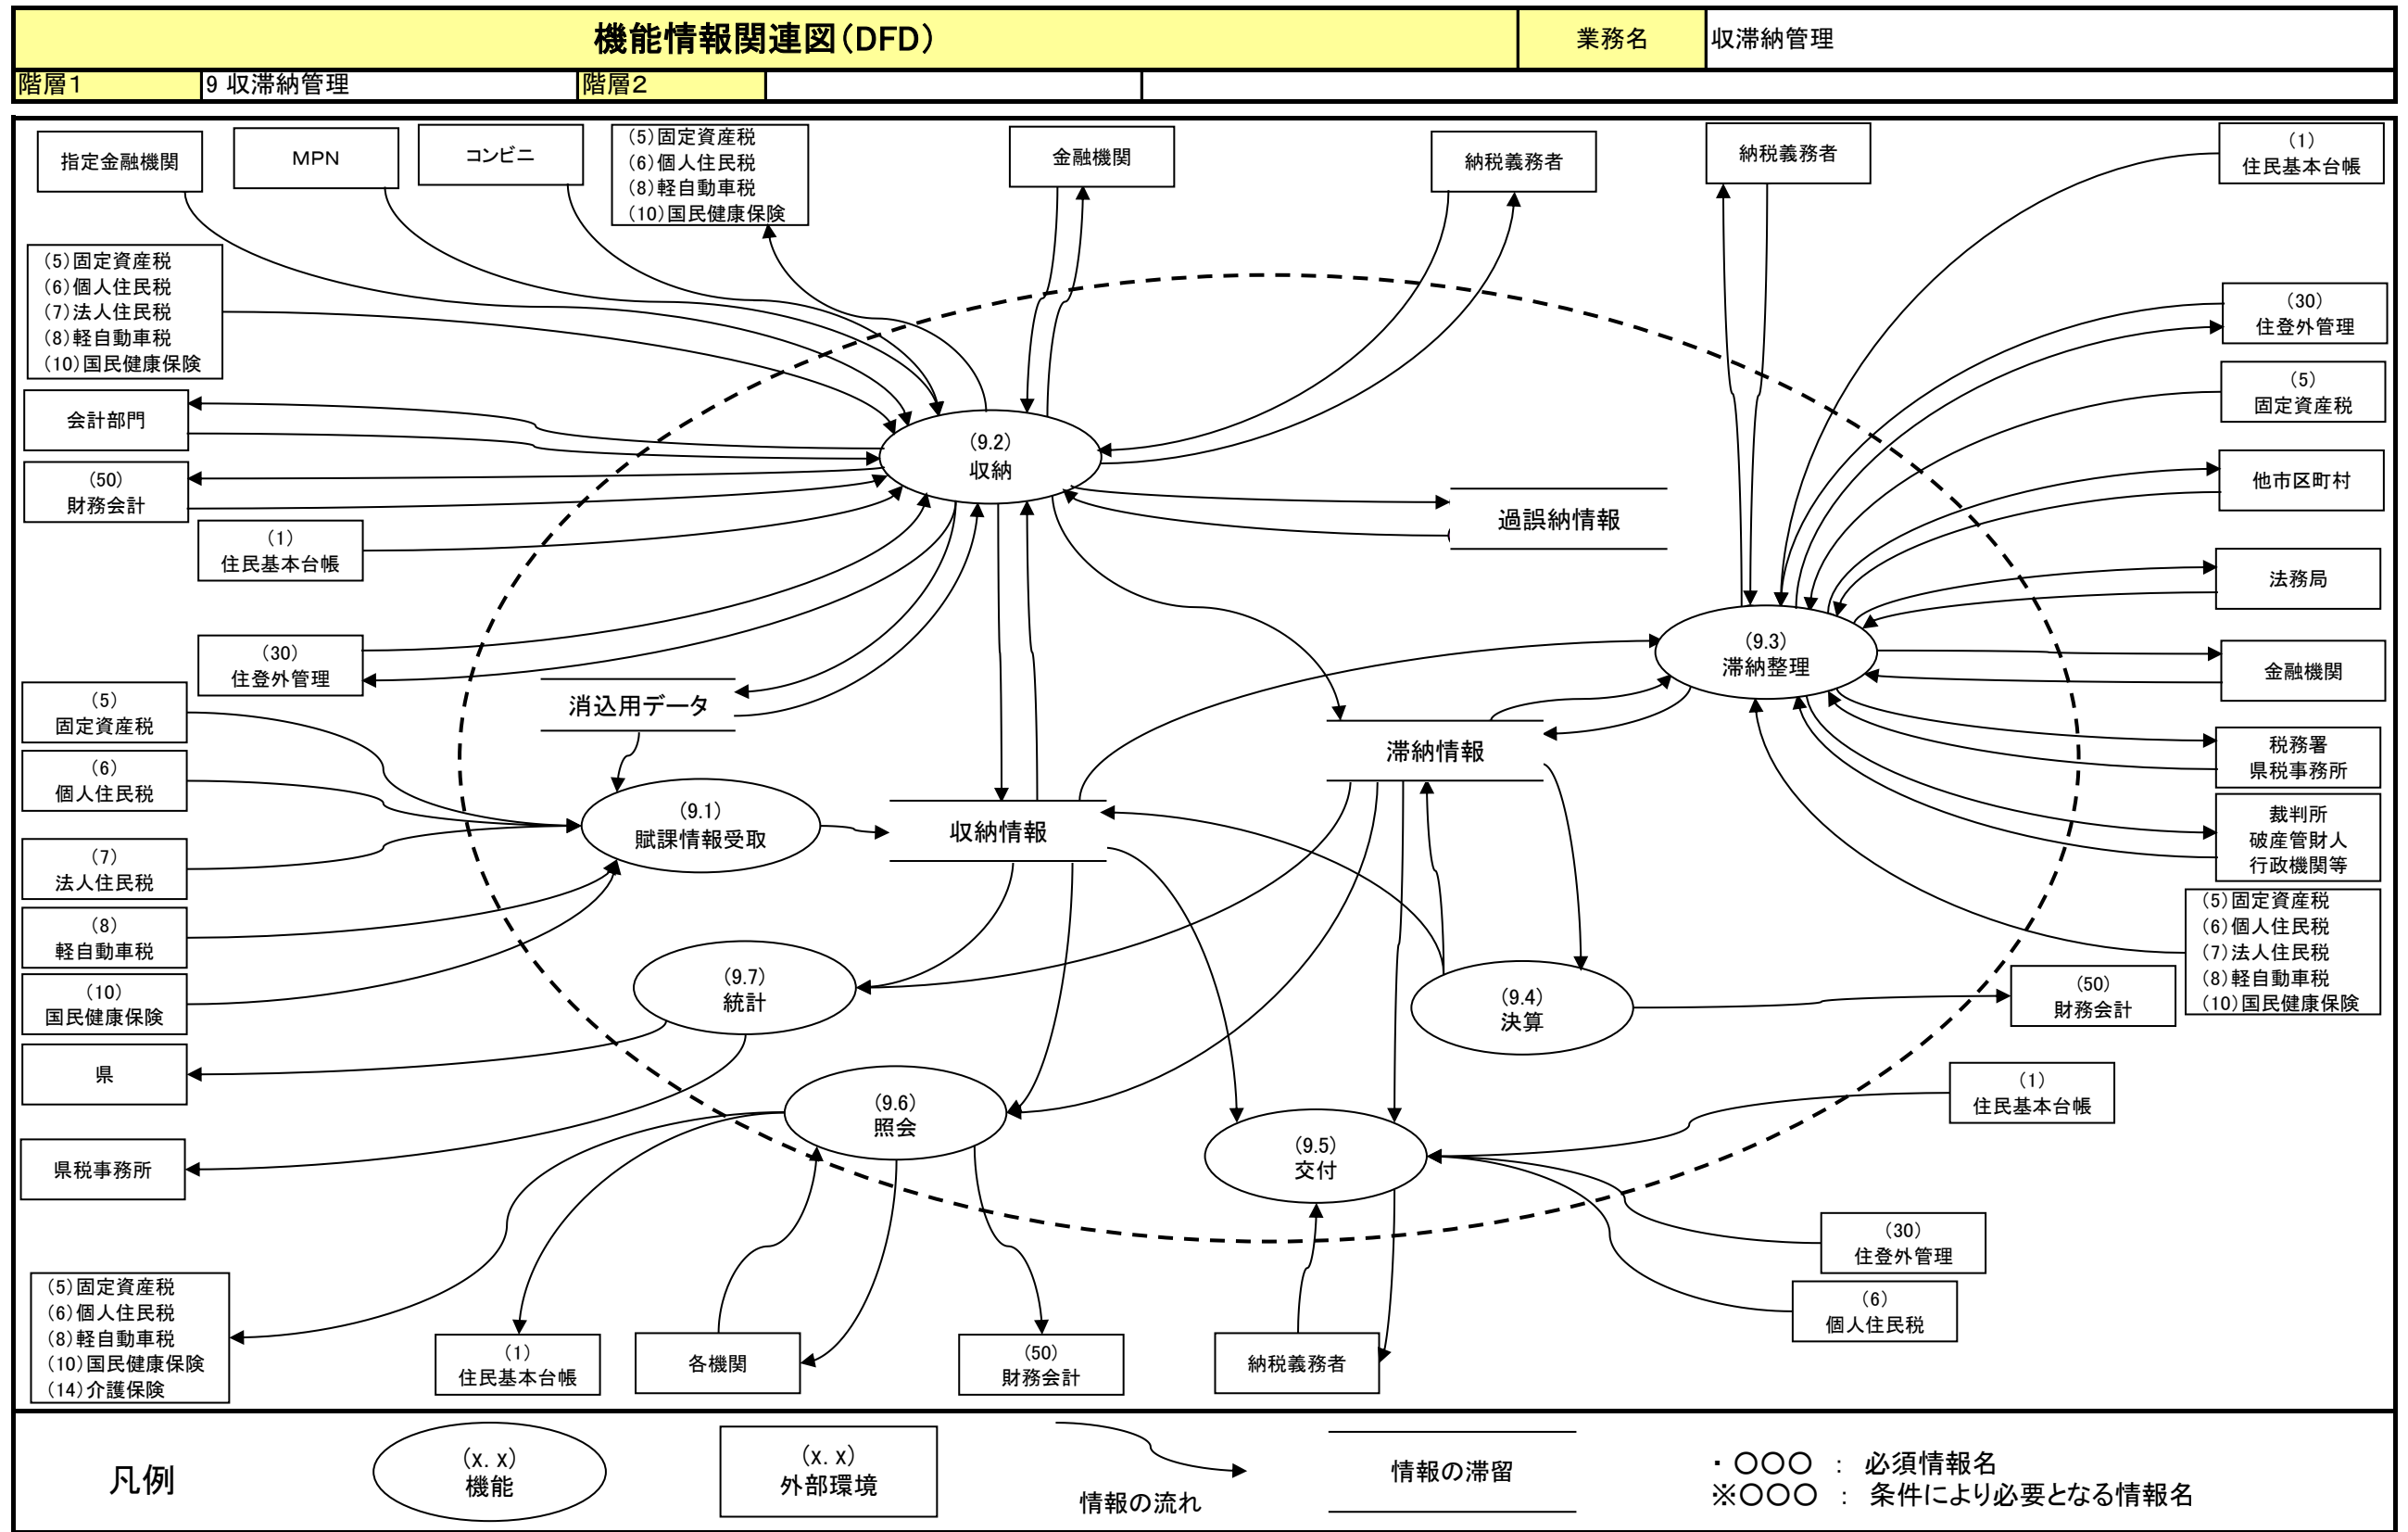 機能情報関連図(DFD)
業務名
収滞納管理
階層1
9 収滞納管理
階層2
指定金融機関
MPN
コンビニ
(5)固定資産税
(6)個人住民税
(8)軽自動車税
(10)国民健康保険
金融機関
納税義務者
納税義務者
(1)
住民基本台帳
(5)固定資産税
(6)個人住民税
(7)法人住民税
(8)軽自動車税
(10)国民健康保険
(30)
住登外管理
(5)
固定資産税
会計部門
(9.2)
収納
他市区町村
(50)
財務会計
過誤納情報
(1)
住民基本台帳
法務局
(30)
住登外管理
(9.3)
滞納整理
金融機関
(5)
固定資産税
消込用データ
滞納情報
税務署
県税事務所
(6)
個人住民税
(9.1)
賦課情報受取
収納情報
裁判所
破産管財人
行政機関等
(7)
法人住民税
(8)
軽自動車税
(5)固定資産税
(6)個人住民税
(7)法人住民税
(8)軽自動車税
(10)国民健康保険
(9.7)
統計
(9.4)
決算
(50)
財務会計
(10)
国民健康保険
県
(9.6)
照会
(9.5)
交付
(1)
住民基本台帳
県税事務所
(30)
住登外管理
(6)
個人住民税
(5)固定資産税
(6)個人住民税
(8)軽自動車税
(10)国民健康保険
(14)介護保険
(1)
住民基本台帳
各機関
(50)
財務会計
納税義務者
凡例
(x.x)
機能
(x.x)
外部環境
情報の流れ
情報の滞留
・〇〇〇 : 必須情報名
※〇〇〇 : 条件により必要となる情報名